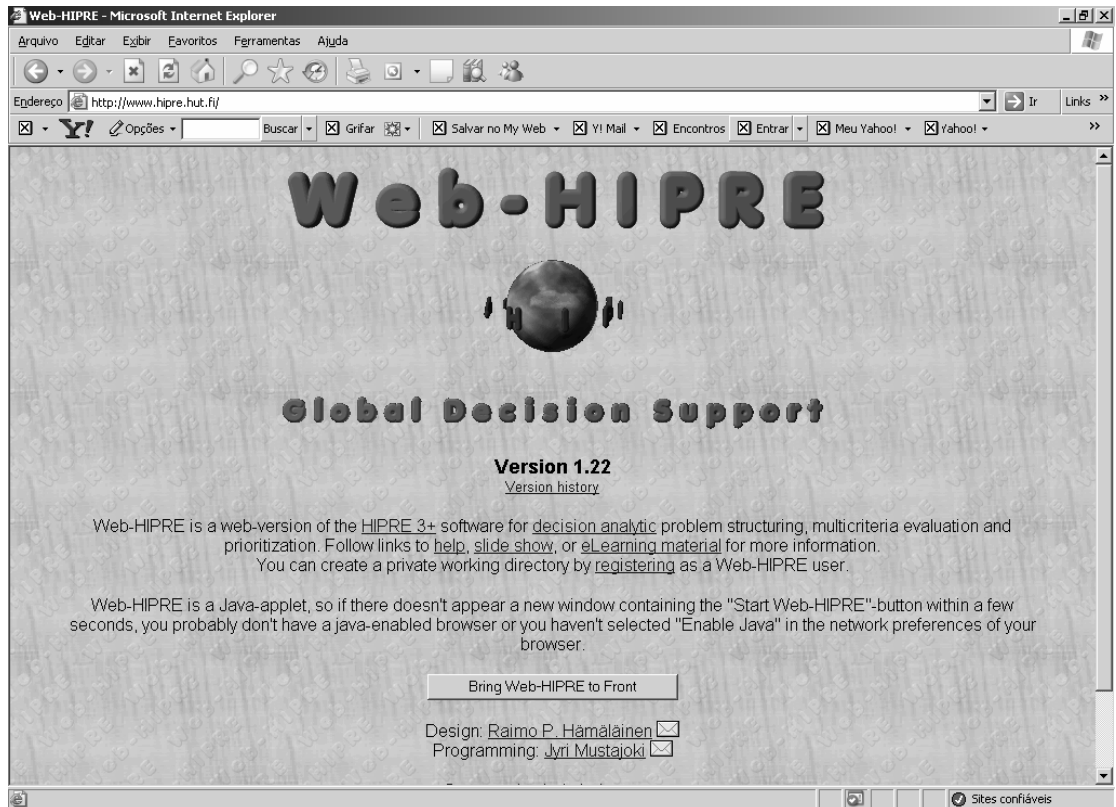 Web-HIPRE - Microsoft Internet Explorer
Arquivo Editar Exibir Favoritos Ferramentas Ajuda
Endereço http://www.hipre.hut.fi/ Ir Links »
Y! Opções Buscar Grifar Salvar no My Web Y! Mail Encontros Entrar Meu Yahoo! Yahoo! »
Web-HIPRE
H I P
Global Decision Support
Version 1.22
Version history
Web-HIPRE is a web-version of the HIPRE 3+ software for decision analytic problem structuring, multicriteria evaluation and
prioritization. Follow links to help, slide show, or eLearning material for more information.
You can create a private working directory by registering as a Web-HIPRE user.
Web-HIPRE is a Java-applet, so if there doesn't appear a new window containing the "Start Web-HIPRE"-button within a few
seconds, you probably don't have a java-enabled browser or you haven't selected "Enable Java" in the network preferences of your
browser.
Bring Web-HIPRE to Front
Design: Raimo P. Hämäläinen
Programming: Jyri Mustajoki
Sites confiáveis